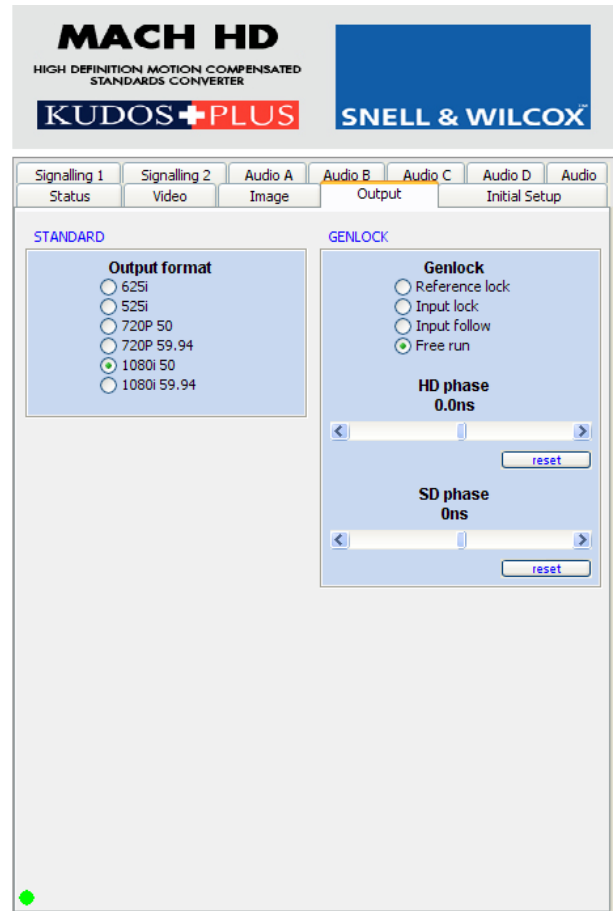 MACH HD
HIGH DEFINITION MOTION COMPENSATED
STANDARDS CONVERTER
KUDOS PLUS
SNELL & WILCOX™
Signalling 1 Signalling 2 Audio A Audio B Audio C Audio D Audio
Status Video Image Output Initial Setup
STANDARD
Output format
625i
525i
720P 50
720P 59.94
1080i 50
1080i 59.94
GENLOCK
Genlock
Reference lock
Input lock
Input follow
Free run
HD phase
0.0ns
reset
SD phase
0ns
reset